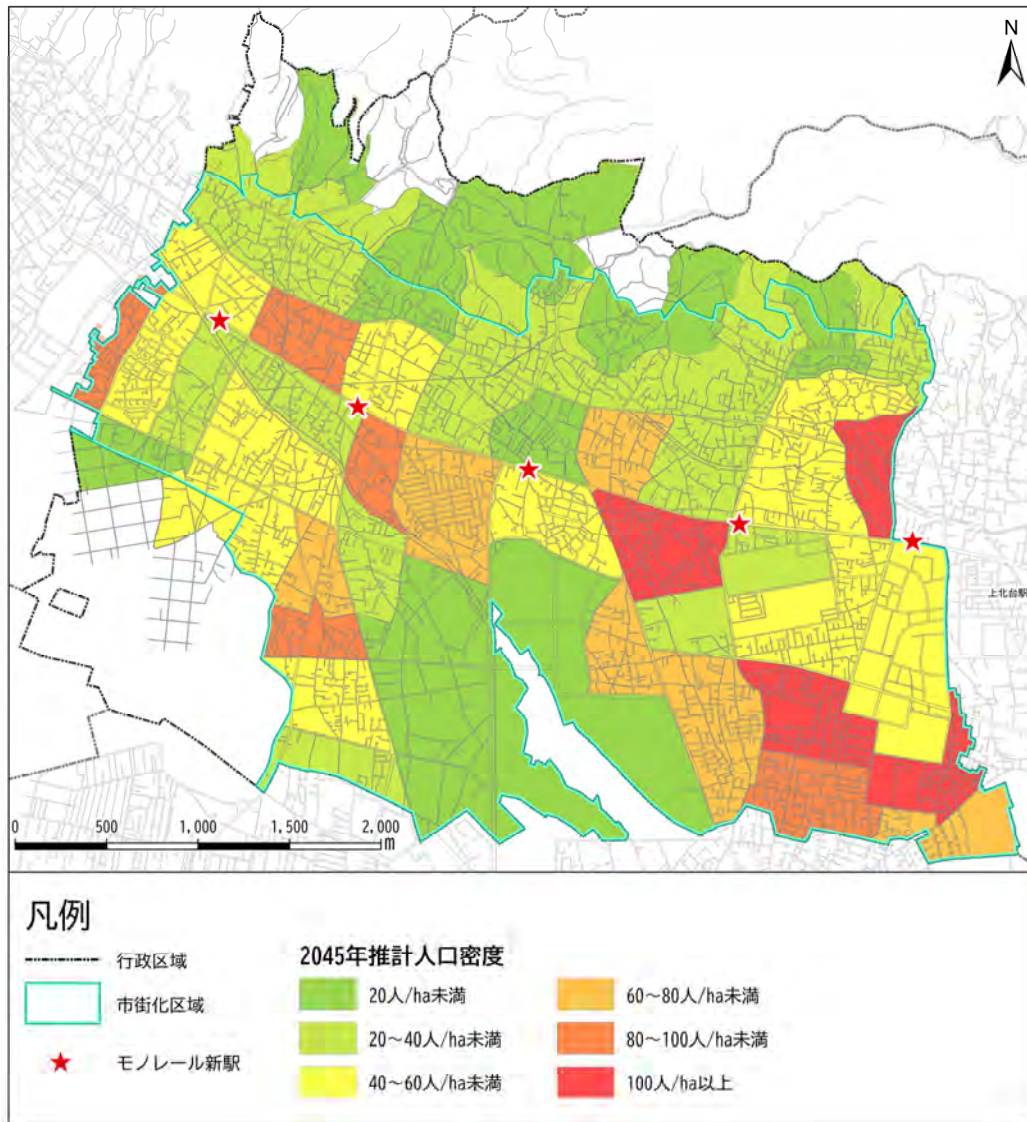 N
上北台駅
0 500 1,000 1,500 2,000
m
凡例
行政区域
市街化区域
モノレール新駅
2045年推計人口密度
20人/ha未満
20～40人/ha未満
40～60人/ha未満
60～80人/ha未満
80～100人/ha未満
100人/ha以上